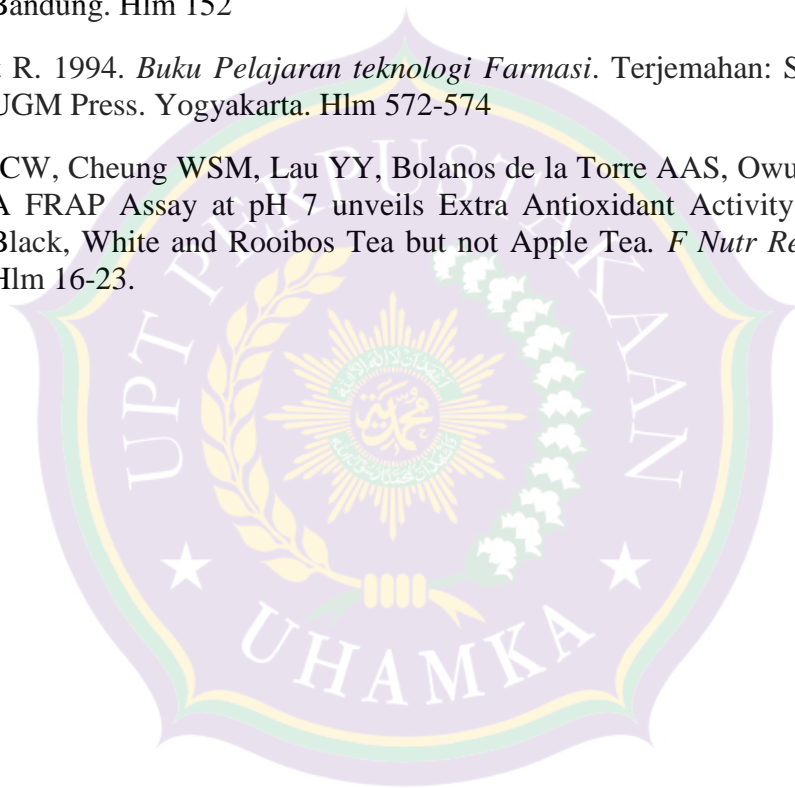 Bandung. Hlm 152
R. 1994. Buku Pelajaran teknologi Farmasi. Terjemahan: S
UGM Press. Yogyakarta. Hlm 572-574
CW, Cheung WSM, Lau YY, Bolanos de la Torre AAS, Owu
A FRAP Assay at pH 7 unveils Extra Antioxidant Activity
Black, White and Rooibos Tea but not Apple Tea. F Nutr Re
Hlm 16-23.
UPT PERPUSTAKAAN
UHAMKA